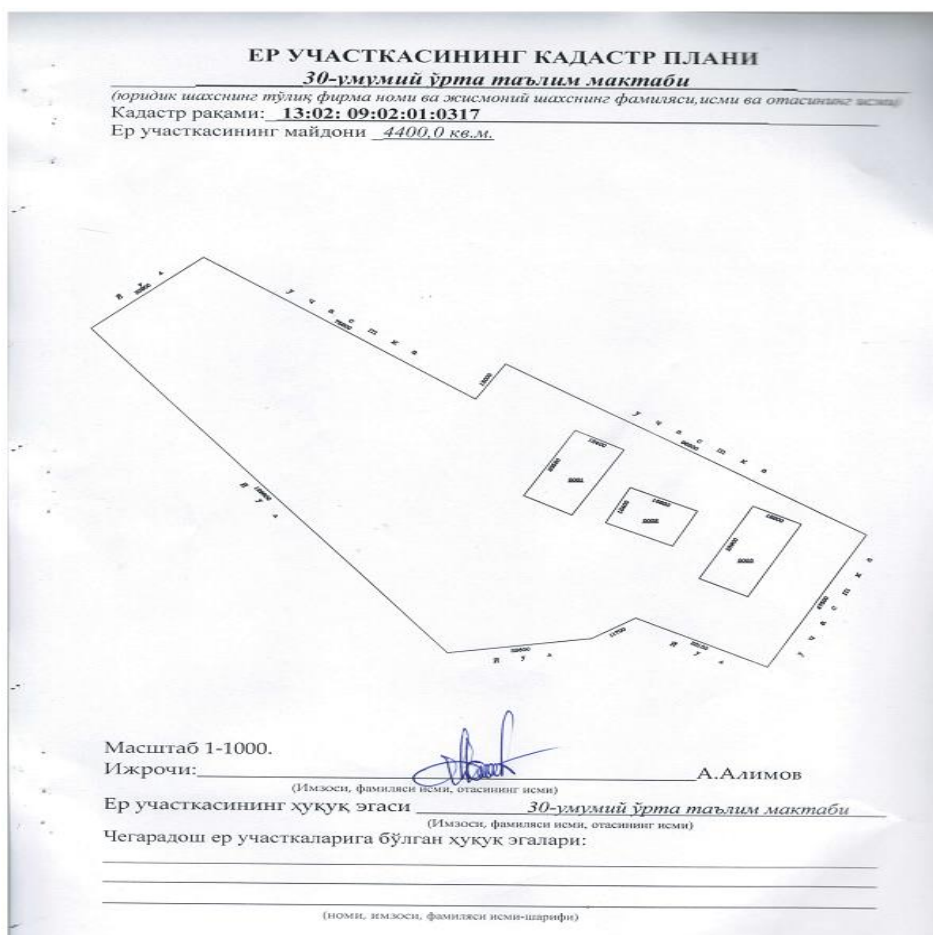 ЕР УЧАСТКАСИНИНГ КАДАСТР ПЛАНИ
30-умумий ўрта таълим мактаби
(юридик шахснинг тўлиқ фирма номи ва жисмоний шахснинг фамиляси,исми ва отасининг исми)
Кадастр рақами: 13:02: 09:02:01:0317
Ер участкасининг майдони 4400,0 кв.м.
Й ў л
у ч а с т к а
у ч а с т к а
Й ў л
у ч а с т к а
Й ў л
Й ў л
Масштаб 1-1000.
Ижрочи: А.Алимов
(Имзоси, фамиляси исми, отасининг исми)
Ер участкасининг ҳуқуқ эгаси 30-умумий ўрта таълим мактаби
(Имзоси, фамиляси исми, отасининг исми)
Чегарадош ер участкаларига бўлган ҳуқуқ эгалари:
(номи, имзоси, фамиляси исми-шарифи)